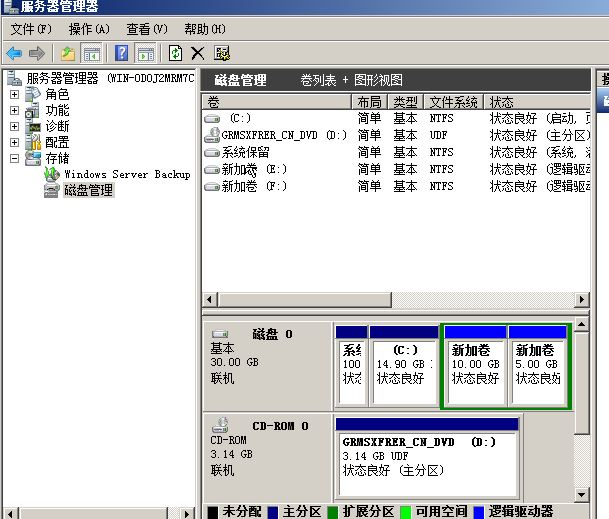 服务器管理器
文件(F) 操作(A) 查看(V) 帮助(H)
服务器管理器 (WIN-ODOJ2MRM7C
角色
功能
诊断
配置
存储
Windows Server Backup
磁盘管理
磁盘管理 卷列表 + 图形视图
卷 布局 类型 文件系统 状态
(C:) 简单 基本 NTFS 状态良好 (启动,
GRMSXFRER_CN_DVD (D:) 简单 基本 UDF 状态良好 (主分区)
系统保留 简单 基本 NTFS 状态良好 (系统,
新加卷 (E:) 简单 基本 NTFS 状态良好 (逻辑驱动
新加卷 (F:) 简单 基本 NTFS 状态良好 (逻辑驱动
磁盘 0
基本
30.00 GB
联机
系统
100
状态
(C:)
14.90 GB
状态良好
新加卷
10.00 GB
状态良好
新加卷
5.00 GB
状态良好
CD-ROM 0
CD-ROM
3.14 GB
联机
GRMSXFRER_CN_DVD (D:)
3.14 GB UDF
状态良好 (主分区)
未分配 主分区 扩展分区 可用空间 逻辑驱动器